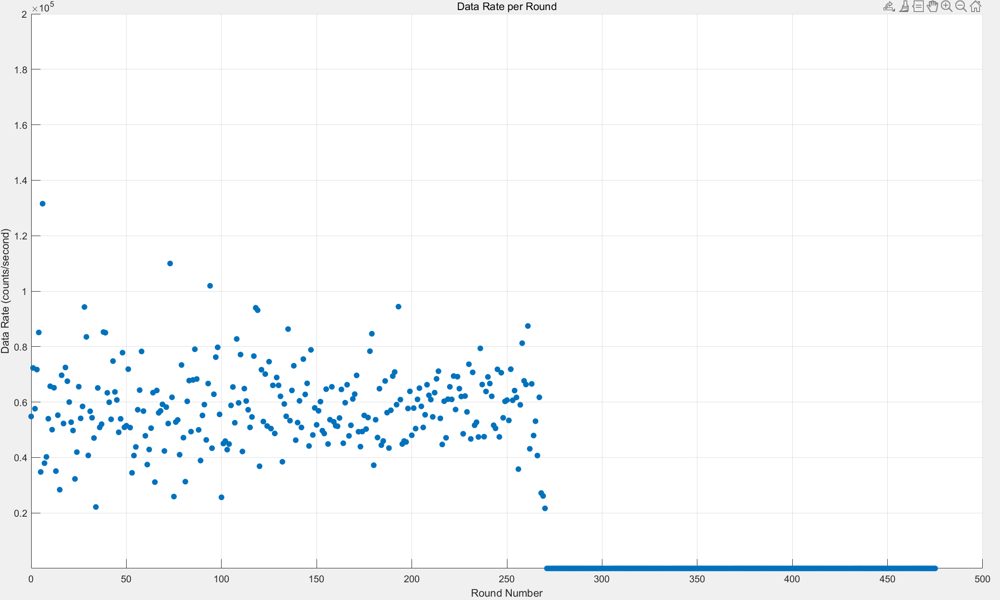 Data Rate per Round
×10⁵
2
1.8
1.6
1.4
1.2
1
0.8
0.6
0.4
0.2
Data Rate (counts/second)
0 50 100 150 200 250 300 350 400 450 500
Round Number